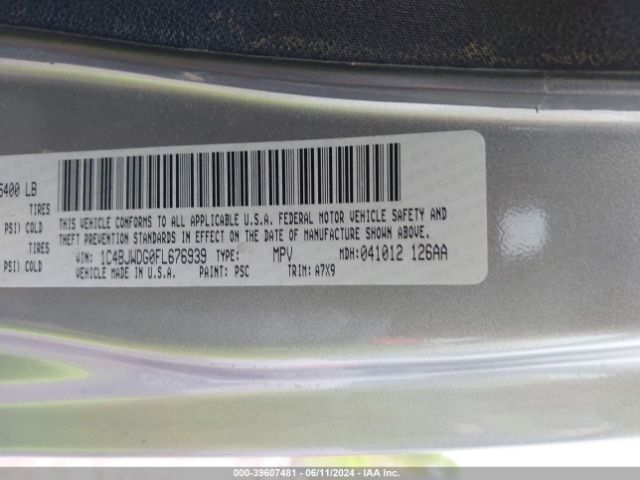 5400 LB
TIRES
PSI) COLD
TIRES
PSI) COLD
THIS VEHICLE CONFORMS TO ALL APPLICABLE U.S.A. FEDERAL MOTOR VEHICLE SAFETY AND
THEFT PREVENTION STANDARDS IN EFFECT ON THE DATE OF MANUFACTURE SHOWN ABOVE.
VIN: 1C4BJWDG0FL676939 TYPE: MPV MDH: 041012 126AA
VEHICLE MADE IN U.S.A. PAINT: PSC TRIM: A7X9
000-39607481 - 06/11/2024 - IAA Inc.